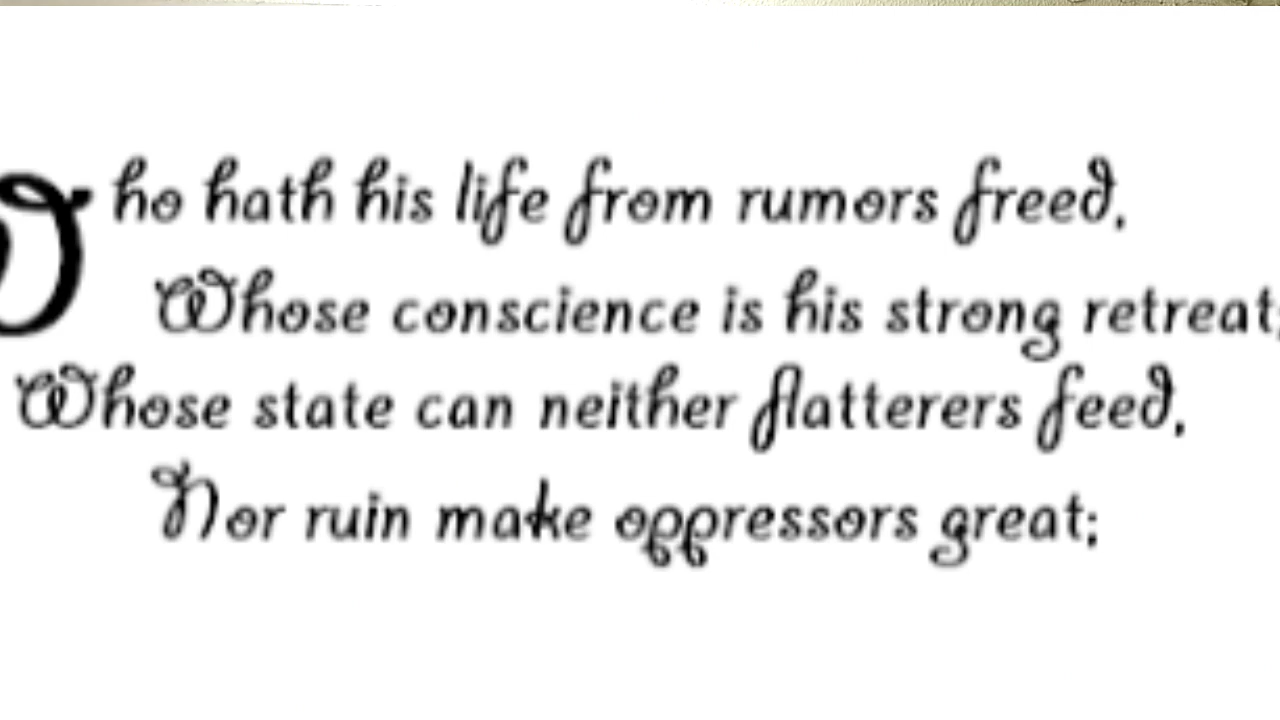 Who hath his life from rumors freed,
Whose conscience is his strong retreat;
Whose state can neither flatterers feed,
Nor ruin make oppressors great;